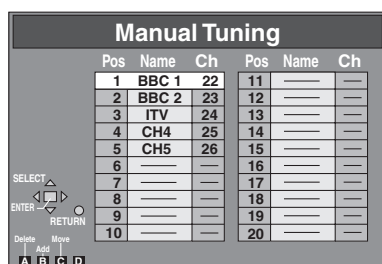 Manual Tuning
Pos Name Ch Pos Name Ch
1 BBC 1 22 11 —— —
2 BBC 2 23 12 —— —
3 ITV 24 13 —— —
4 CH4 25 14 —— —
5 CH5 26 15 —— —
6 —— — 16 —— —
7 —— — 17 —— —
8 —— — 18 —— —
9 —— — 19 —— —
10 —— — 20 —— —
SELECT
ENTER
RETURN
Delete Move
Add
A B C D